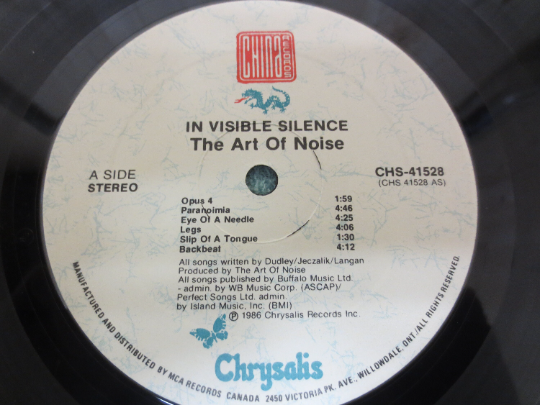 CHINA
RECORDS
IN VISIBLE SILENCE
The Art Of Noise
A SIDE
STEREO
CHS-41528
(CHS 41528 AS)
Opus 4 1:59
Paranoimia 4:46
Eye Of A Needle 4:25
Legs 4:06
Slip Of A Tongue 1:30
Backbeat 4:12
All songs written by Dudley/Jeczalik/Langan
Produced by The Art Of Noise
All songs published by Buffalo Music Ltd.
- admin. by WB Music Corp. (ASCAP)/
Perfect Songs Ltd. admin.
by Island Music, Inc. (BMI)
℗ 1986 Chrysalis Records Inc.
Chrysalis
MANUFACTURED AND DISTRIBUTED BY MCA RECORDS CANADA 2450 VICTORIA PK. AVE., WILLOWDALE, ONT./ALL RIGHTS RESERVED.